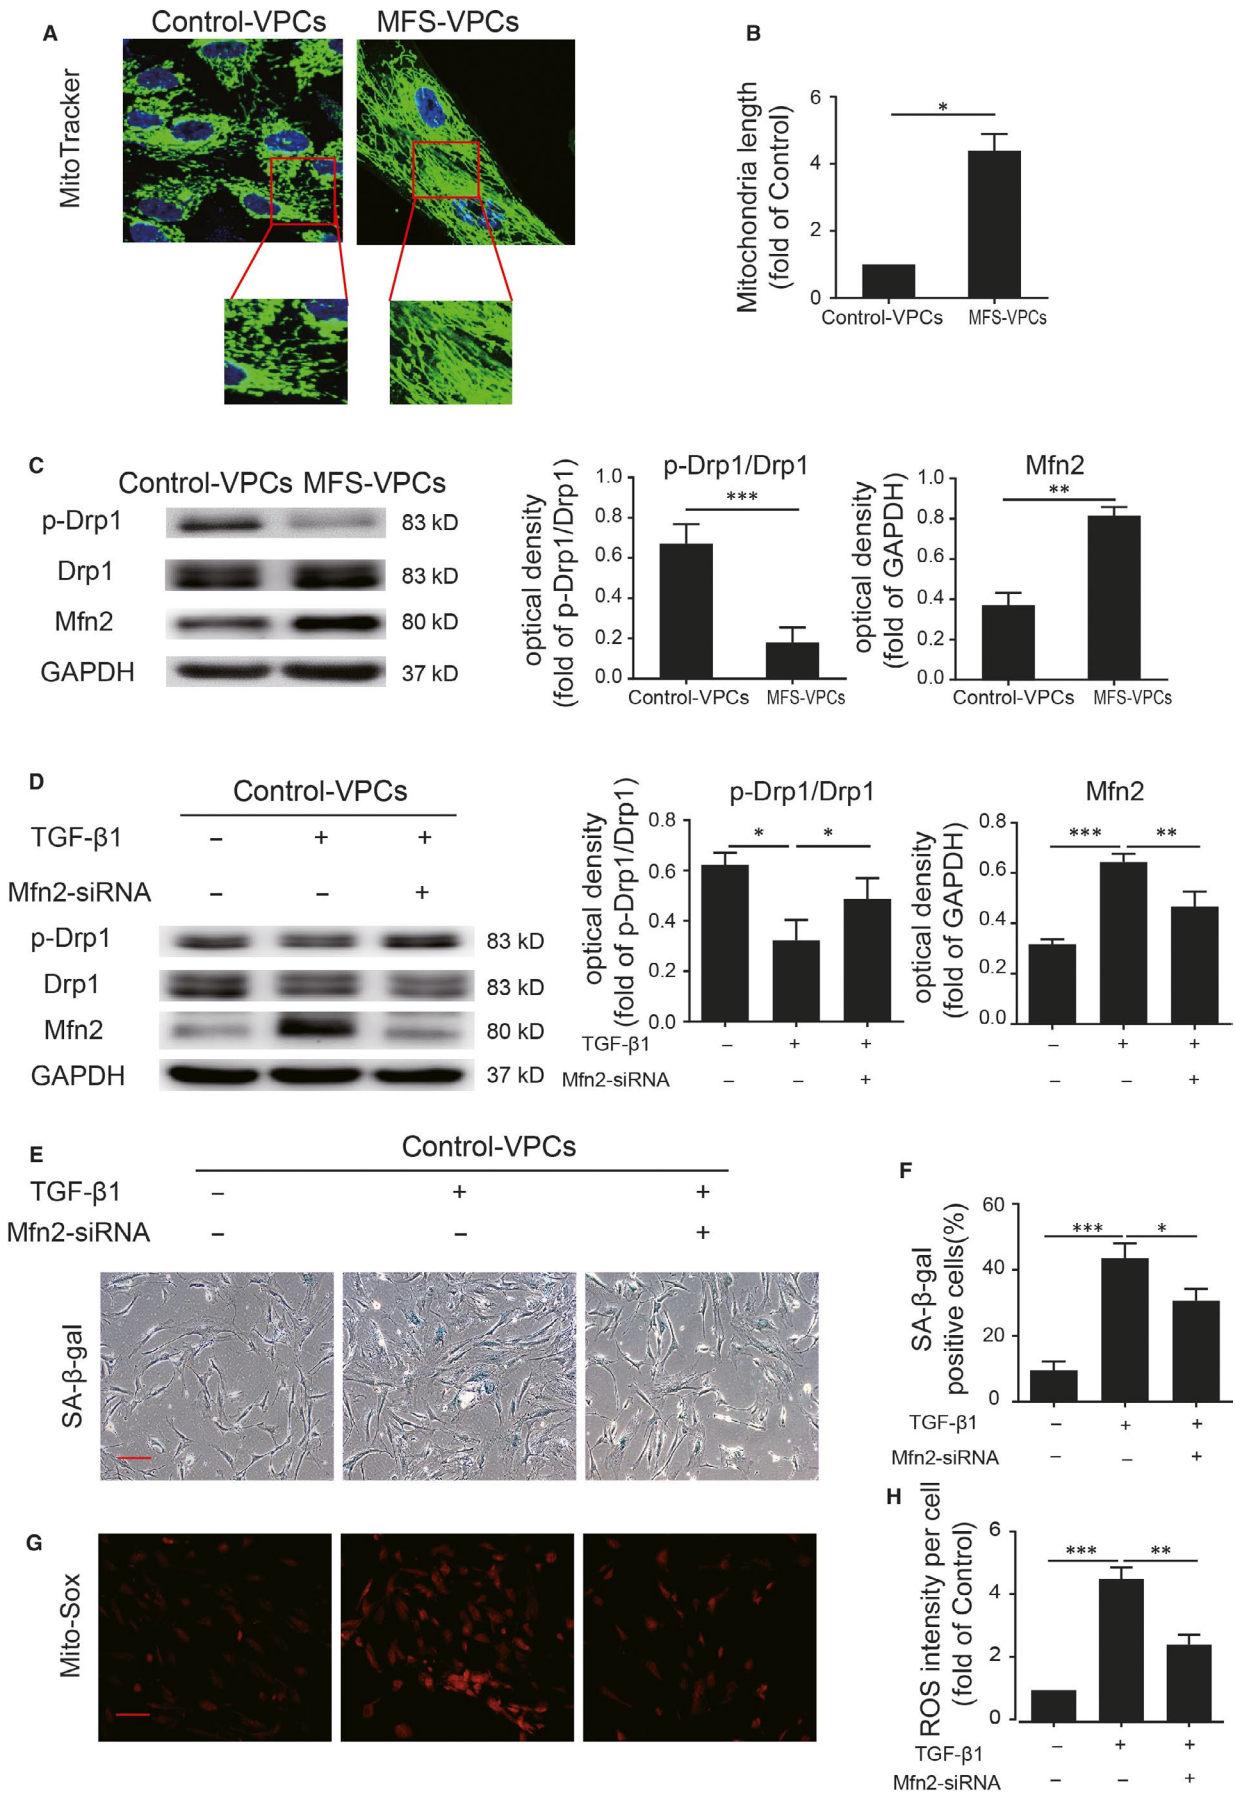 A
Control-VPCs
MFS-VPCs
MitoTracker
B
Mitochondria length
(fold of Control)
6
4
2
0
*
Control-VPCs
MFS-VPCs
C
Control-VPCs MFS-VPCs
p-Drp1
83 kD
Drp1
83 kD
Mfn2
80 kD
GAPDH
37 kD
p-Drp1/Drp1
optical density
(fold of p-Drp1/Drp1)
1.0
0.8
0.6
0.4
0.2
0.0
***
Control-VPCs
MFS-VPCs
Mfn2
optical density
(fold of GAPDH)
1.0
0.8
0.6
0.4
0.2
0.0
**
Control-VPCs
MFS-VPCs
D
Control-VPCs
TGF-β1 – + +
Mfn2-siRNA – – +
p-Drp1
83 kD
Drp1
83 kD
Mfn2
80 kD
GAPDH
37 kD
p-Drp1/Drp1
optical density
(fold of p-Drp1/Drp1)
0.8
0.6
0.4
0.2
0.0
* *
TGF-β1 – + +
Mfn2-siRNA – – +
Mfn2
optical density
(fold of GAPDH)
0.8
0.6
0.4
0.2
0.0
*** **
– + +
– – +
E
Control-VPCs
TGF-β1 – + +
Mfn2-siRNA – – +
SA-β-gal
F
SA-β-gal
positive cells(%)
60
40
20
0
*** *
TGF-β1 – + +
Mfn2-siRNA – – +
G
Mito-Sox
H
ROS intensity per cell
(fold of Control)
6
4
2
0
*** **
TGF-β1 – + +
Mfn2-siRNA – – +